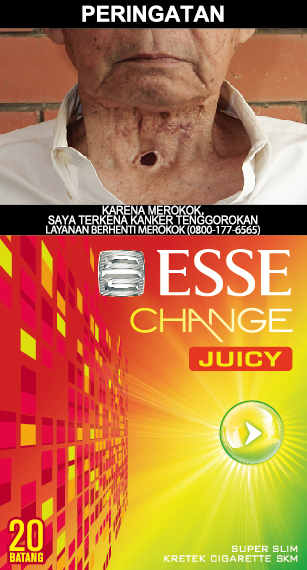 PERINGATAN
KARENA MEROKOK,
SAYA TERKENA KANKER TENGGOROKAN
LAYANAN BERHENTI MEROKOK (0800-177-6565)
ESSE
CHANGE
JUICY
20
BATANG
SUPER SLIM
KRETEK CIGARETTE SKM